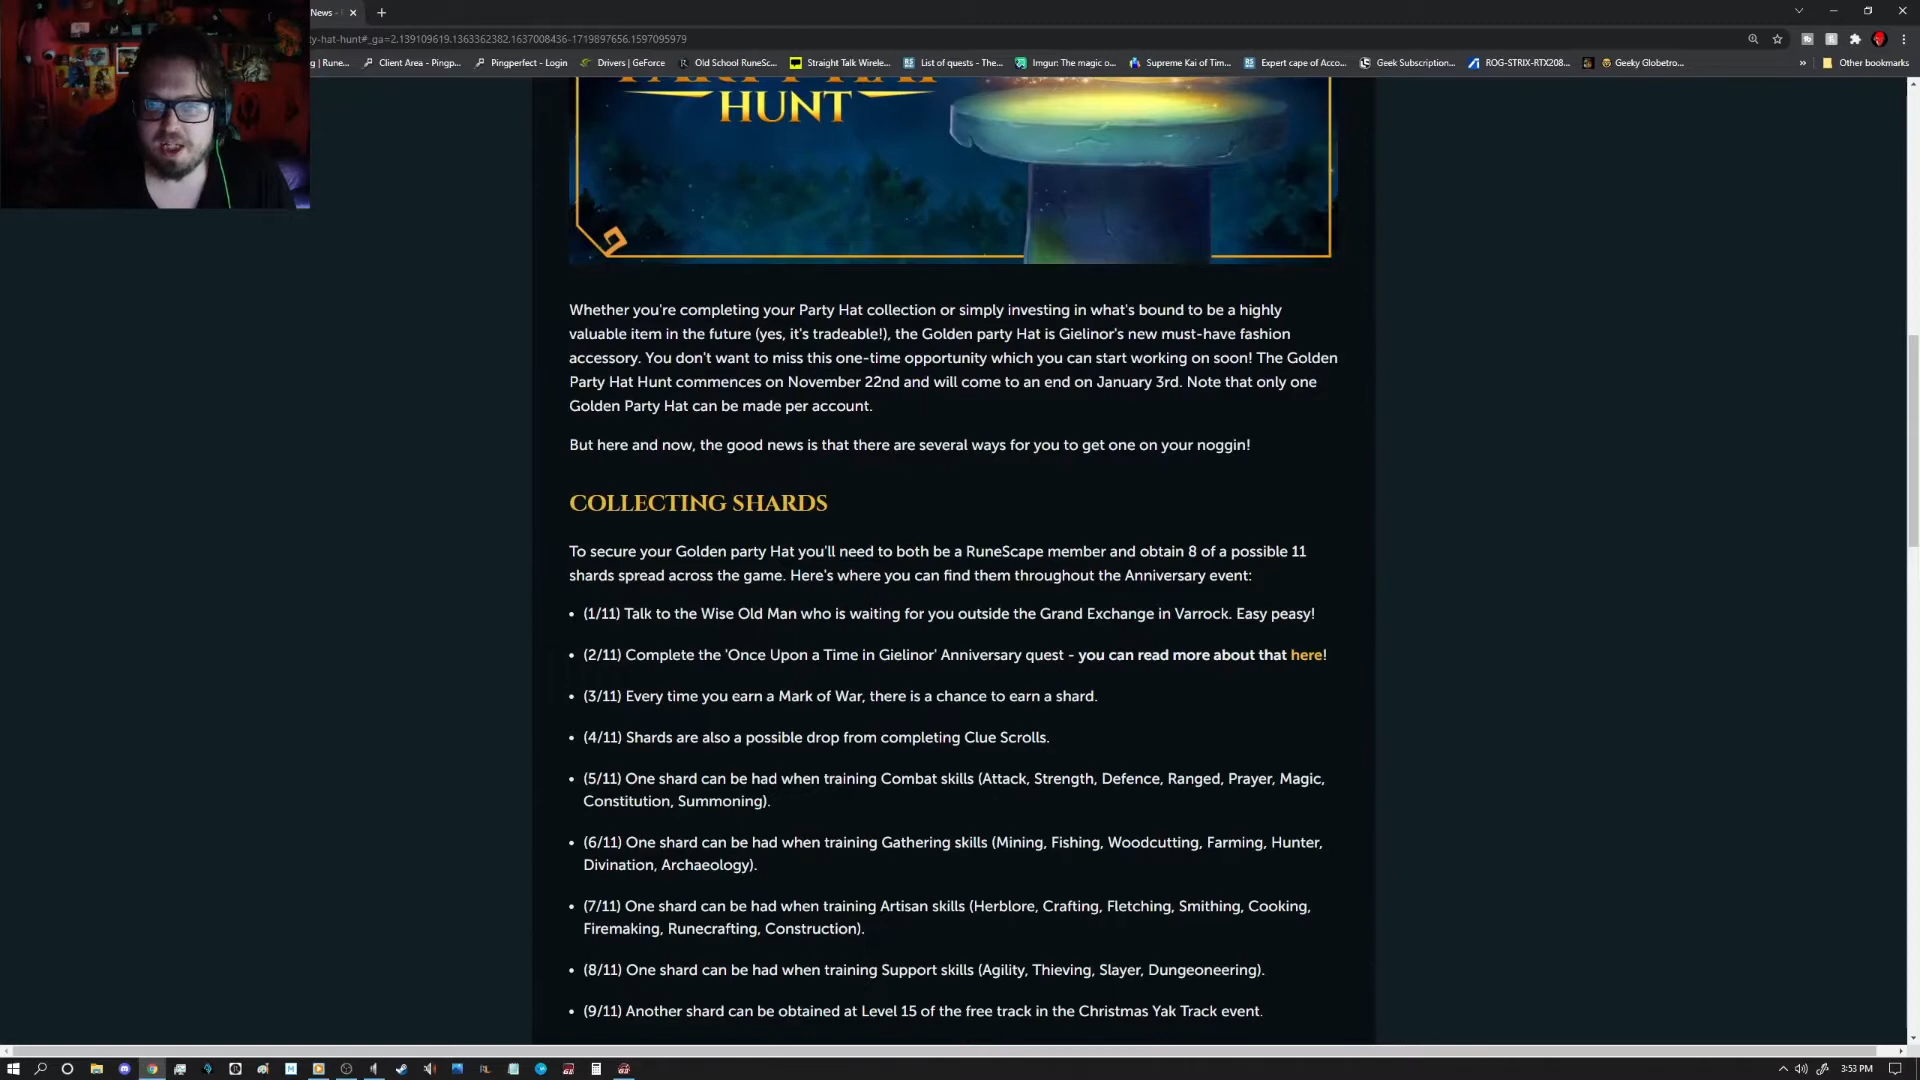 News -
ty-hat-hunt#_ga=2.139109619.1363362382.1637008436-1719897656.1597095979
g | Rune...
Client Area - Pingp...
Pingperfect - Login
Drivers | GeForce
Old School RuneSc...
Straight Talk Wirele...
List of quests - The...
Imgur: The magic o...
Supreme Kai of Tim...
Expert cape of Acco...
Geek Subscription...
ROG-STRIX-RTX208...
Geeky Globetro...
»
Other bookmarks
PARTY HAT
HUNT
Whether you're completing your Party Hat collection or simply investing in what's bound to be a highly
valuable item in the future (yes, it's tradeable!), the Golden party Hat is Gielinor's new must-have fashion
accessory. You don't want to miss this one-time opportunity which you can start working on soon! The Golden
Party Hat Hunt commences on November 22nd and will come to an end on January 3rd. Note that only one
Golden Party Hat can be made per account.
But here and now, the good news is that there are several ways for you to get one on your noggin!
COLLECTING SHARDS
To secure your Golden party Hat you'll need to both be a RuneScape member and obtain 8 of a possible 11
shards spread across the game. Here's where you can find them throughout the Anniversary event:
• (1/11) Talk to the Wise Old Man who is waiting for you outside the Grand Exchange in Varrock. Easy peasy!
• (2/11) Complete the 'Once Upon a Time in Gielinor' Anniversary quest - you can read more about that here!
• (3/11) Every time you earn a Mark of War, there is a chance to earn a shard.
• (4/11) Shards are also a possible drop from completing Clue Scrolls.
• (5/11) One shard can be had when training Combat skills (Attack, Strength, Defence, Ranged, Prayer, Magic,
Constitution, Summoning).
• (6/11) One shard can be had when training Gathering skills (Mining, Fishing, Woodcutting, Farming, Hunter,
Divination, Archaeology).
• (7/11) One shard can be had when training Artisan skills (Herblore, Crafting, Fletching, Smithing, Cooking,
Firemaking, Runecrafting, Construction).
• (8/11) One shard can be had when training Support skills (Agility, Thieving, Slayer, Dungeoneering).
• (9/11) Another shard can be obtained at Level 15 of the free track in the Christmas Yak Track event.
3:53 PM